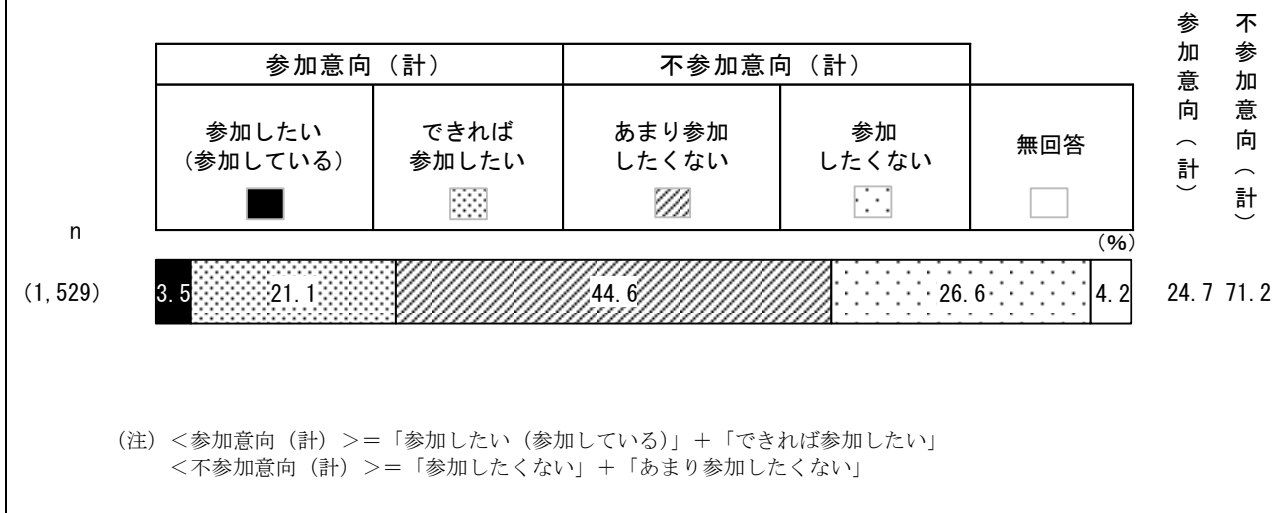 参加意向（計）
不参加意向（計）
参加意向（計）
不参加意向（計）
参加したい
（参加している）
できれば
参加したい
あまり参加
したくない
参加
したくない
無回答
n
（%）
（1,529）
3.5
21.1
44.6
26.6
4.2
24.7
71.2
（注）＜参加意向（計）＞＝「参加したい（参加している）」＋「できれば参加したい」
＜不参加意向（計）＞＝「参加したくない」＋「あまり参加したくない」